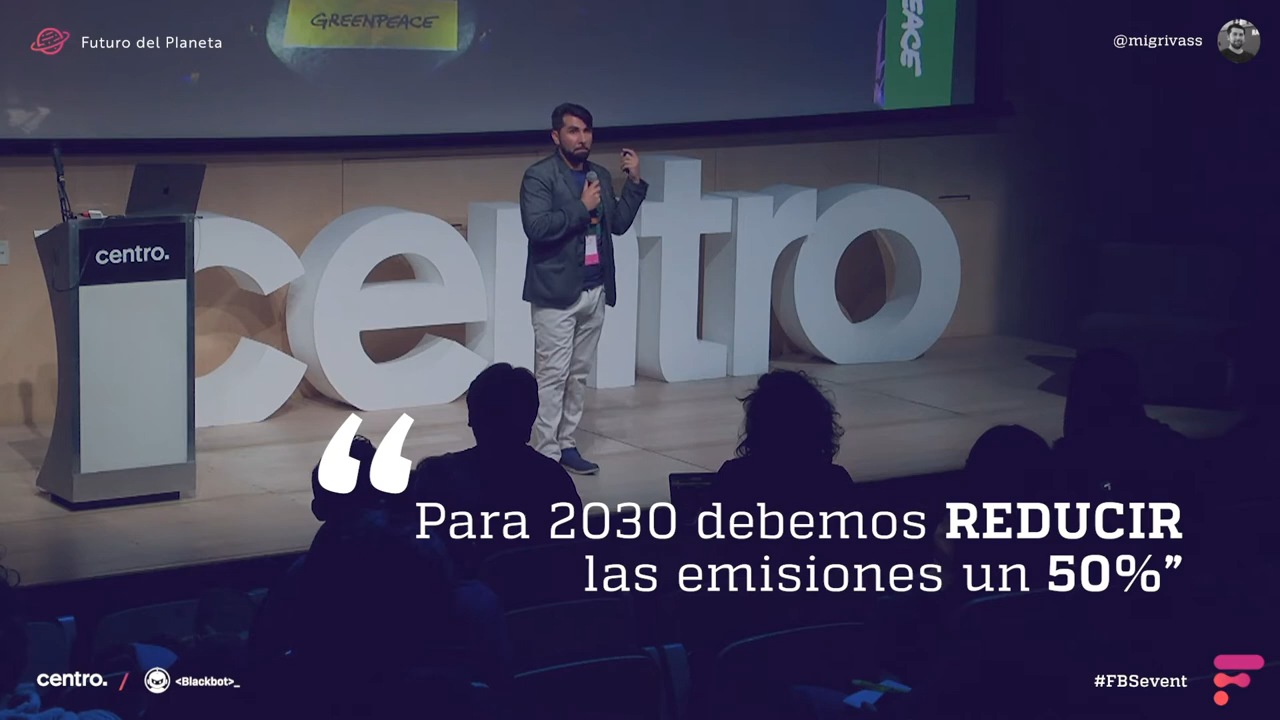 GREENPEACE
EACE
Futuro del Planeta
@migrivass
centro.
centro
“Para 2030 debemos REDUCIR
las emisiones un 50%”
centro. / <Blackbot>_
#FBSevent